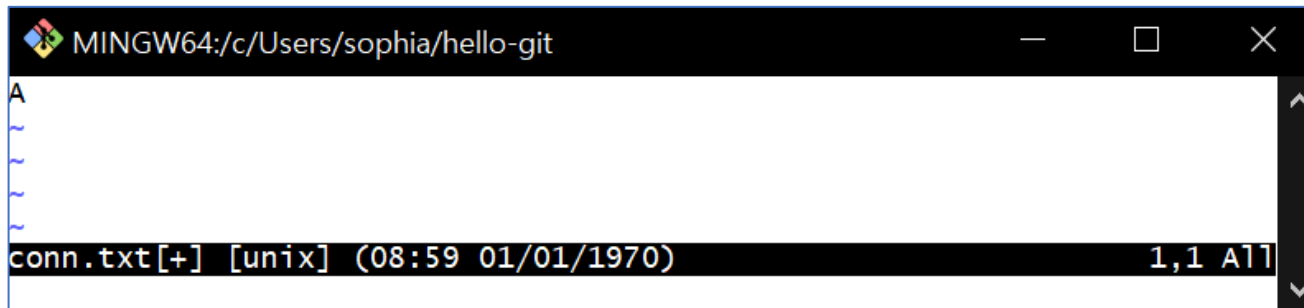 MINGW64:/c/Users/sophia/hello-git
A
~
~
~
~
conn.txt[+] [unix] (08:59 01/01/1970) 1,1 All